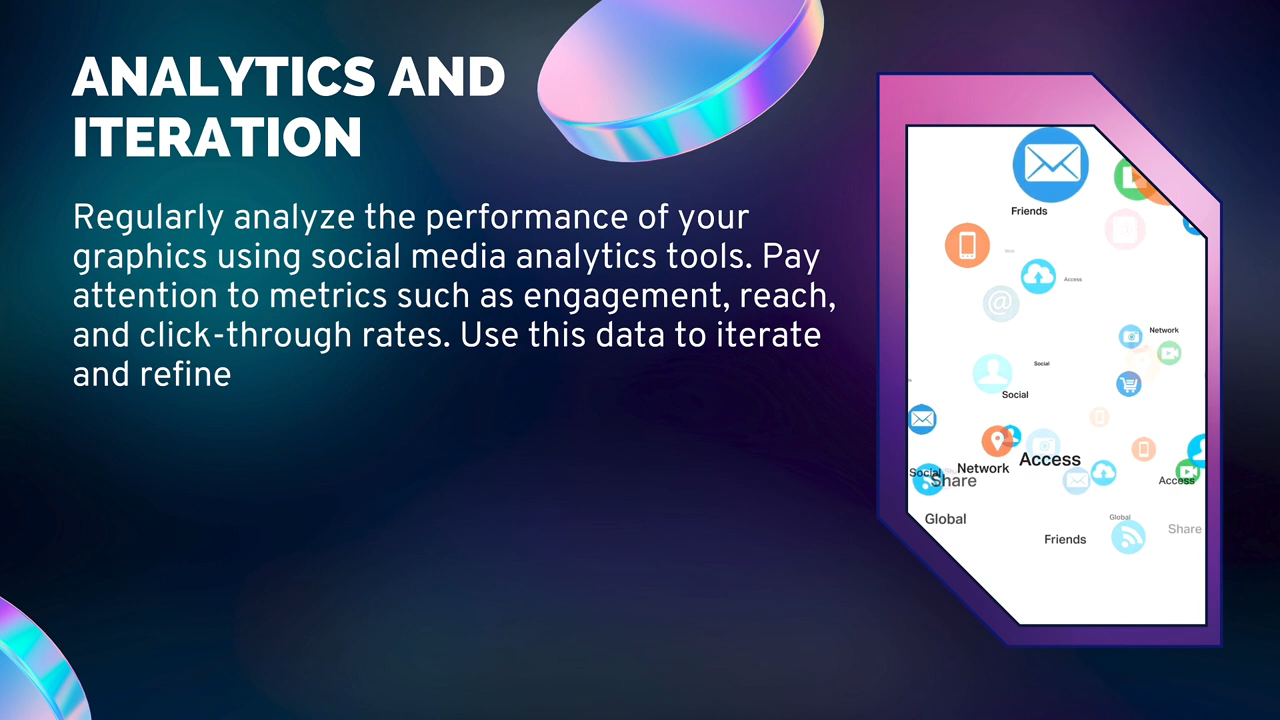 ANALYTICS AND
ITERATION
Regularly analyze the performance of your
graphics using social media analytics tools. Pay
attention to metrics such as engagement, reach,
and click-through rates. Use this data to iterate
and refine
Friends
Access
Network
Social
Social
Access
Network
Social
Share
Access
Global
Global
Share
Friends